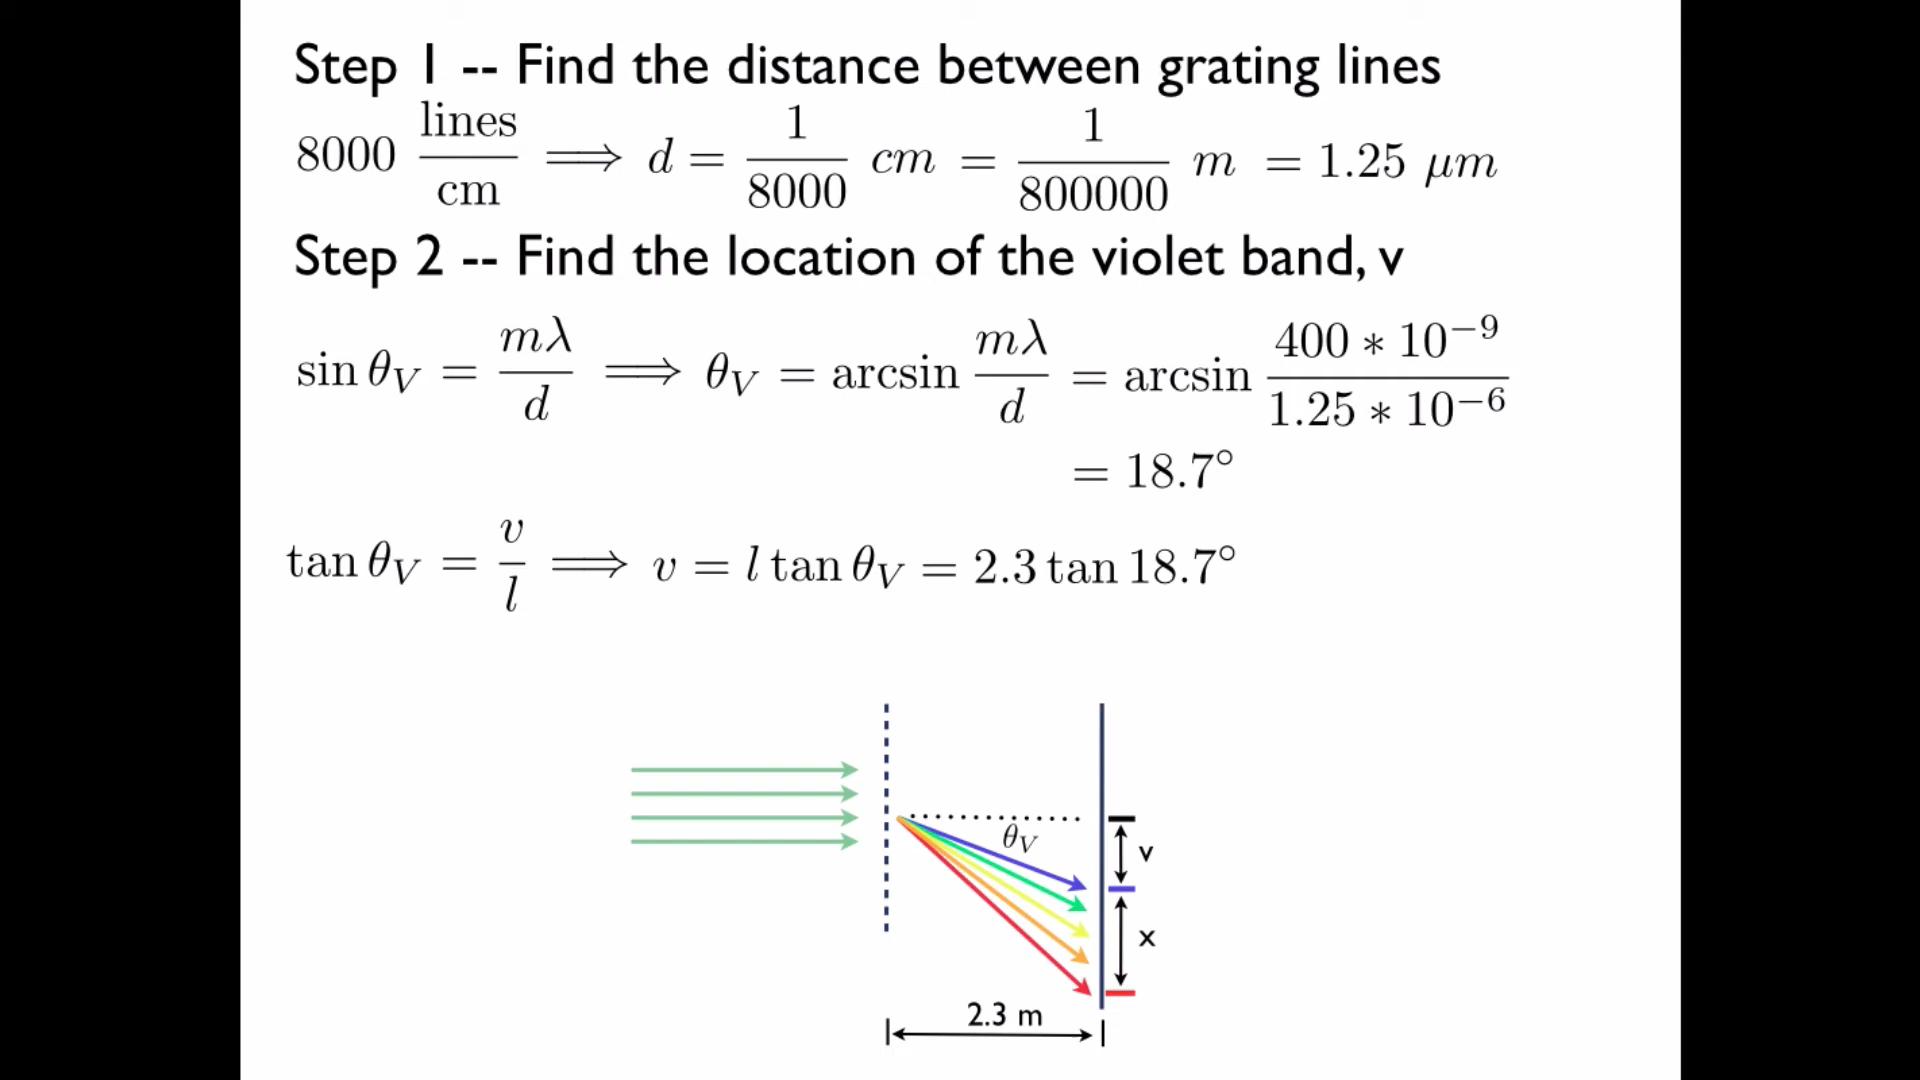 Step 1 -- Find the distance between grating lines
8000 lines/cm ⟹ d = 1/8000 cm = 1/800000 m = 1.25 μm
Step 2 -- Find the location of the violet band, v
sin θ_V = mλ/d ⟹ θ_V = arcsin mλ/d = arcsin 400 * 10^−9 / 1.25 * 10^−6
= 18.7°
tan θ_V = v/l ⟹ v = l tan θ_V = 2.3 tan 18.7°
θ_V
v
x
2.3 m